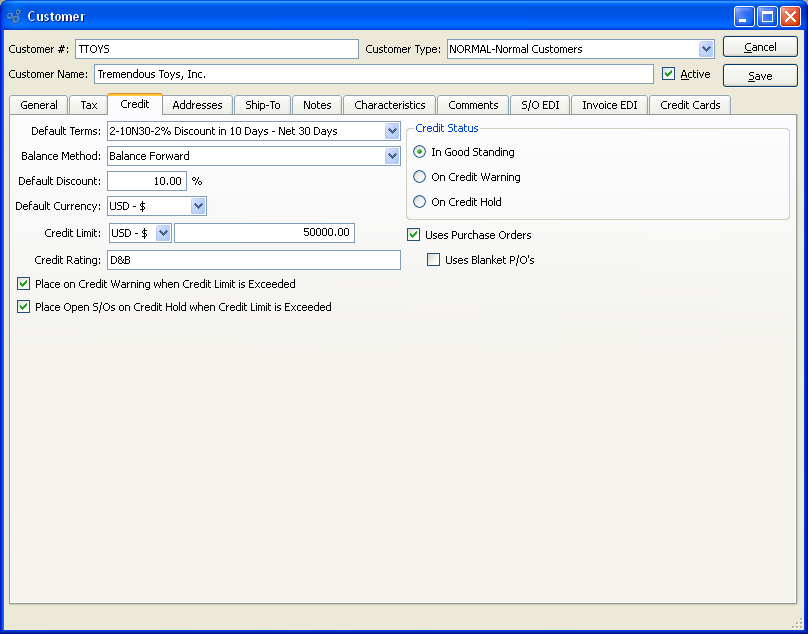 Customer
Customer #: TTOYS Customer Type: NORMAL-Normal Customers Cancel
Customer Name: Tremendous Toys, Inc. Active Save
General Tax Credit Addresses Ship-To Notes Characteristics Comments S/O EDI Invoice EDI Credit Cards
Default Terms: 2-10N30-2% Discount in 10 Days - Net 30 Days
Balance Method: Balance Forward
Default Discount: 10.00 %
Default Currency: USD - $
Credit Limit: USD - $ 50000.00
Credit Rating: D&B
Place on Credit Warning when Credit Limit is Exceeded
Place Open S/Os on Credit Hold when Credit Limit is Exceeded
Credit Status
In Good Standing
On Credit Warning
On Credit Hold
Uses Purchase Orders
Uses Blanket P/O's